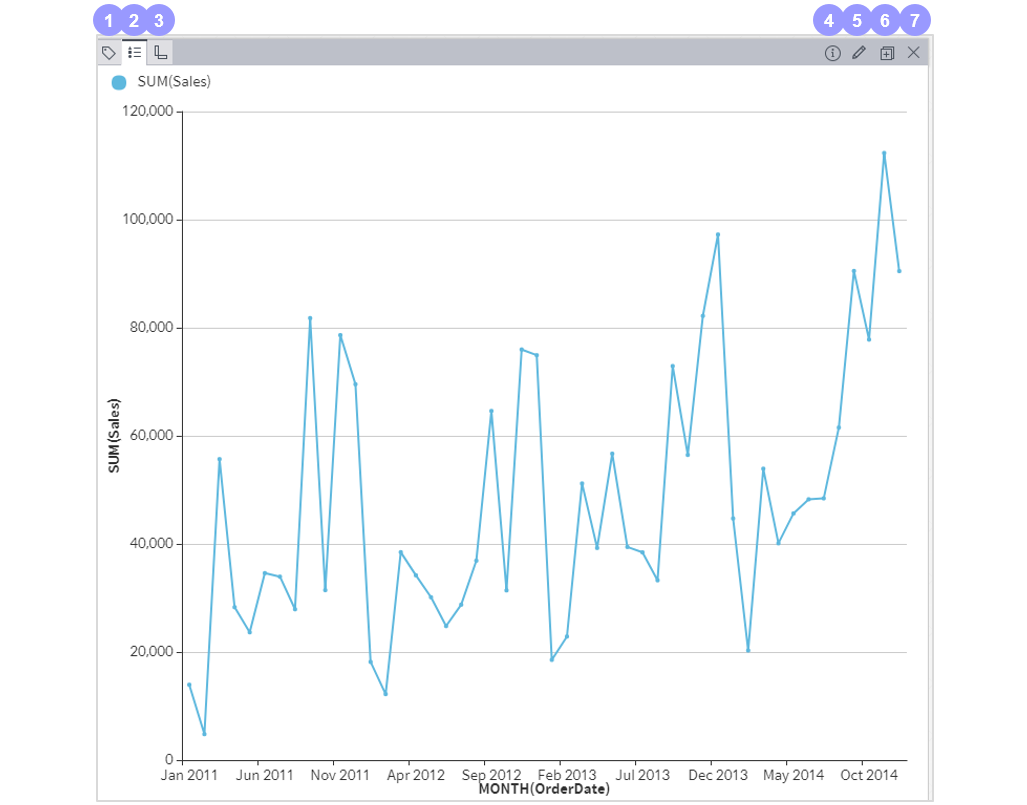 1 2 3 4 5 6 7
SUM(Sales)
120,000
100,000
80,000
60,000
40,000
20,000
0
SUM(Sales)
Jan 2011 Jun 2011 Nov 2011 Apr 2012 Sep 2012 Feb 2013 Jul 2013 Dec 2013 May 2014 Oct 2014
MONTH(OrderDate)